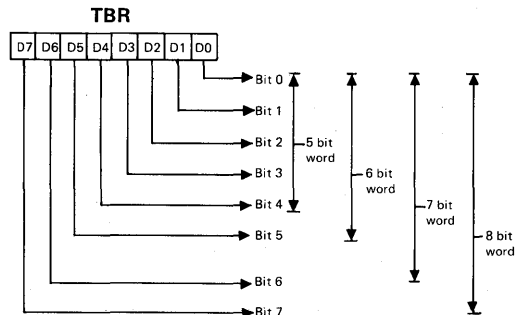 TBR
D7 D6 D5 D4 D3 D2 D1 D0
Bit 0
Bit 1
Bit 2
Bit 3
Bit 4
Bit 5
Bit 6
Bit 7
5 bit
word
6 bit
word
7 bit
word
8 bit
word